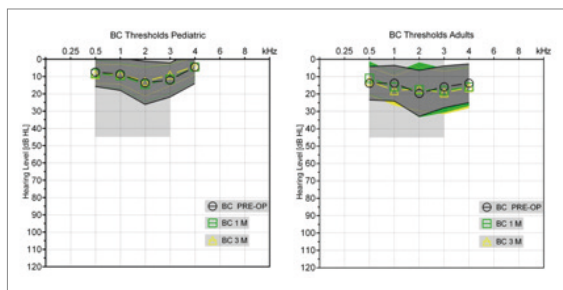 BC Thresholds Pediatric
0.25 0.5 1 2 3 4 6 8 kHz
0
10
20
30
40
50
60
70
80
90
100
110
120
Hearing Level [dB HL]
BC PRE-OP
BC 1 M
BC 3 M
BC Thresholds Adults
0.25 0.5 1 2 3 4 6 8 kHz
0
10
20
30
40
50
60
70
80
90
100
110
120
Hearing Level [dB HL]
BC PRE-OP
BC 1 M
BC 3 M